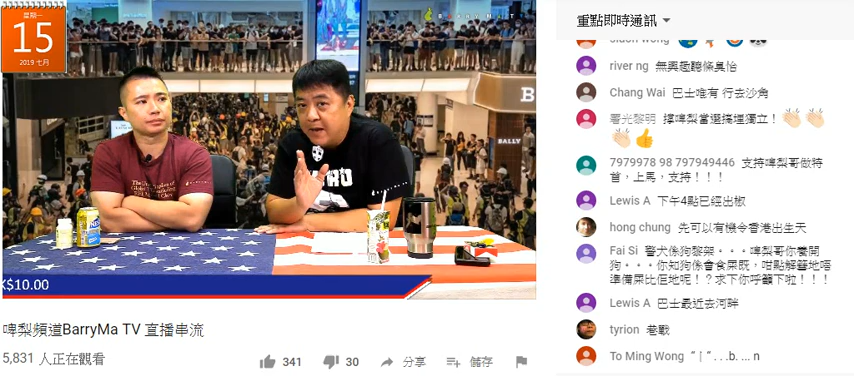 星期一
15
2019 七月
BARRYMA TV
B
BALLY
K$10.00
啤梨頻道BarryMa TV 直播串流
5,831 人正在觀看
341
30
分享
儲存
重點即時通訊
river ng 無興趣聽條臭怡
Chang Wai 巴士唯有 行去沙角
曙光黎明 撐啤梨當選搞埋獨立！
7979978 98 797949446 支持啤梨哥做特
首，上馬，支持！！！
Lewis A 下午4點已經出椒
hong chung 先可以有機令香港出生天
Fai Si 警犬係狗黎架。。。啤梨哥你養開
狗。。。你知狗係會食屎既，咁點解警地唔
準備屎比佢地呢！？求下你呼籲下啦！！！
Lewis A 巴士最近去河畔
tyrion 巷戰
To Ming Wong “ ¡ “ . . .b. ... n